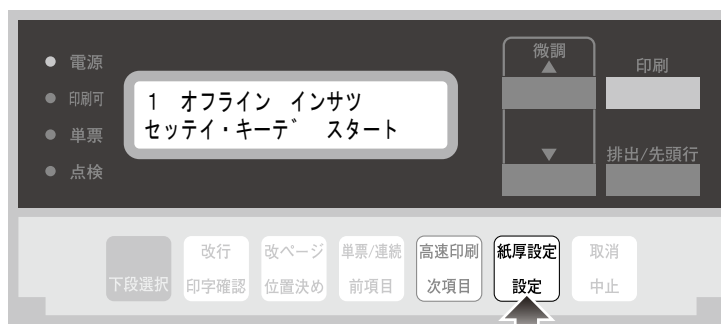 電源
印刷可
単票
点検
1 オフライン インサツ
セッテイ・キーデ゛ スタート
微調
▲
▼
印刷
排出/先頭行
下段選択
改行
印字確認
改ページ
位置決め
単票/連続
前項目
高速印刷
次項目
紙厚設定
設定
取消
中止